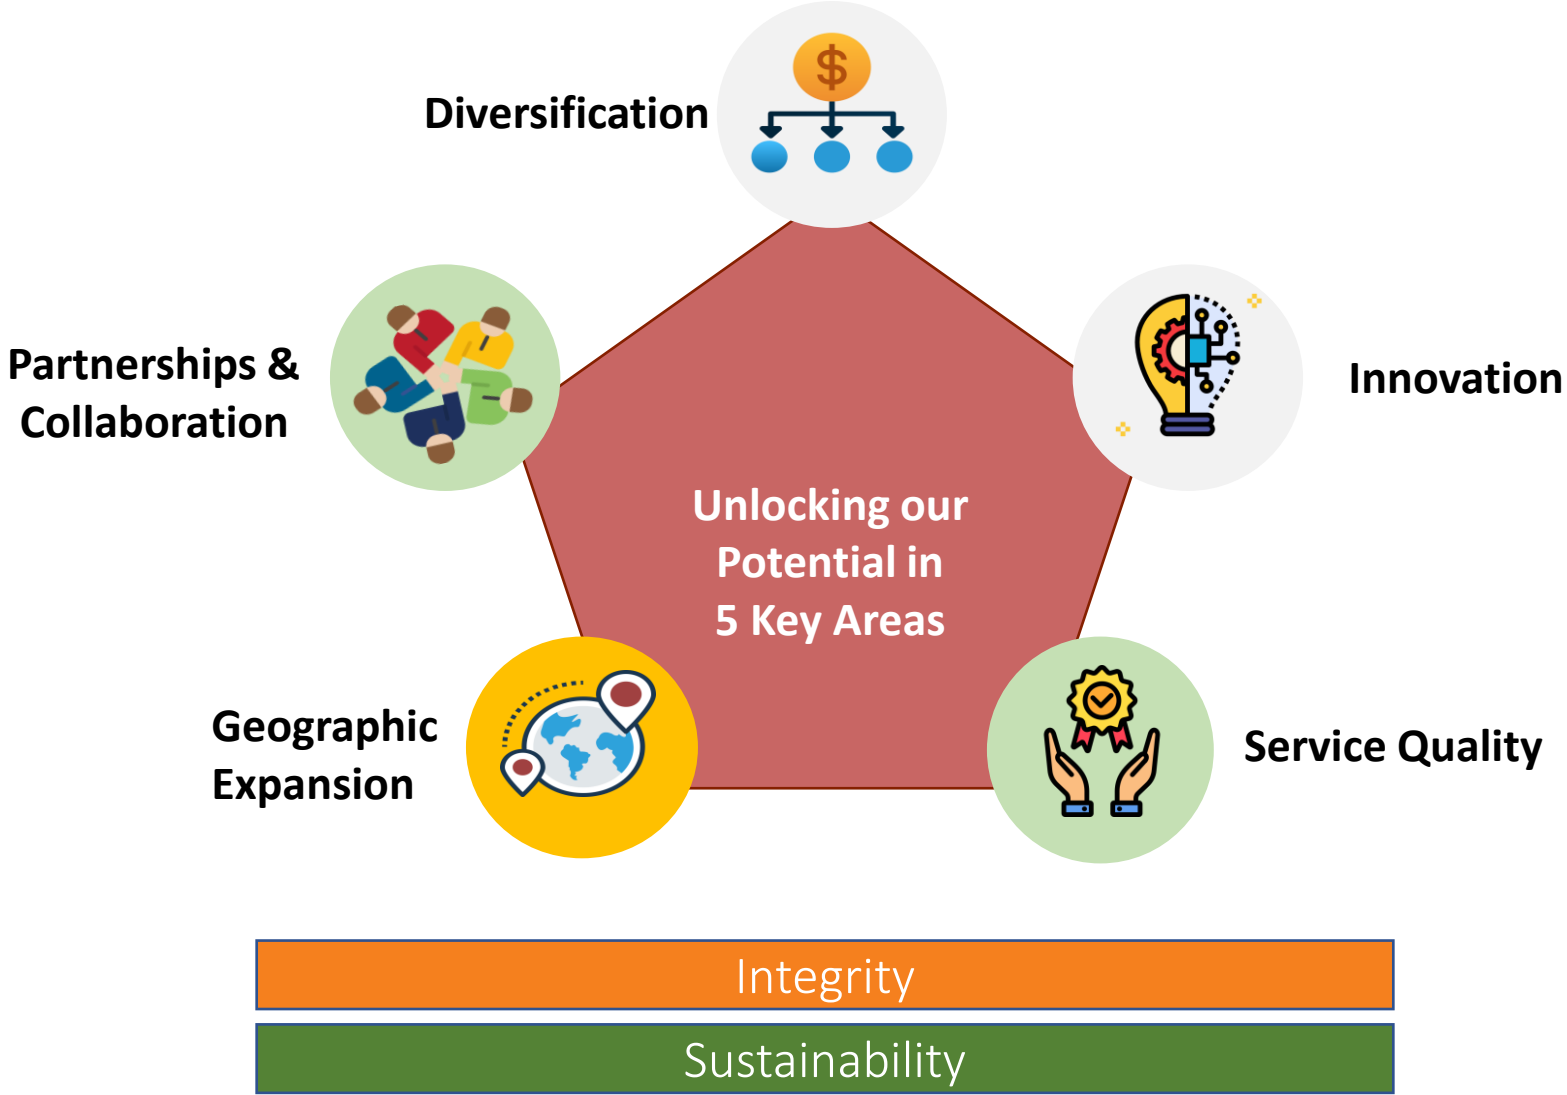 Diversification
Partnerships &
Collaboration
Innovation
Unlocking our
Potential in
5 Key Areas
Geographic
Expansion
Service Quality
Integrity
Sustainability